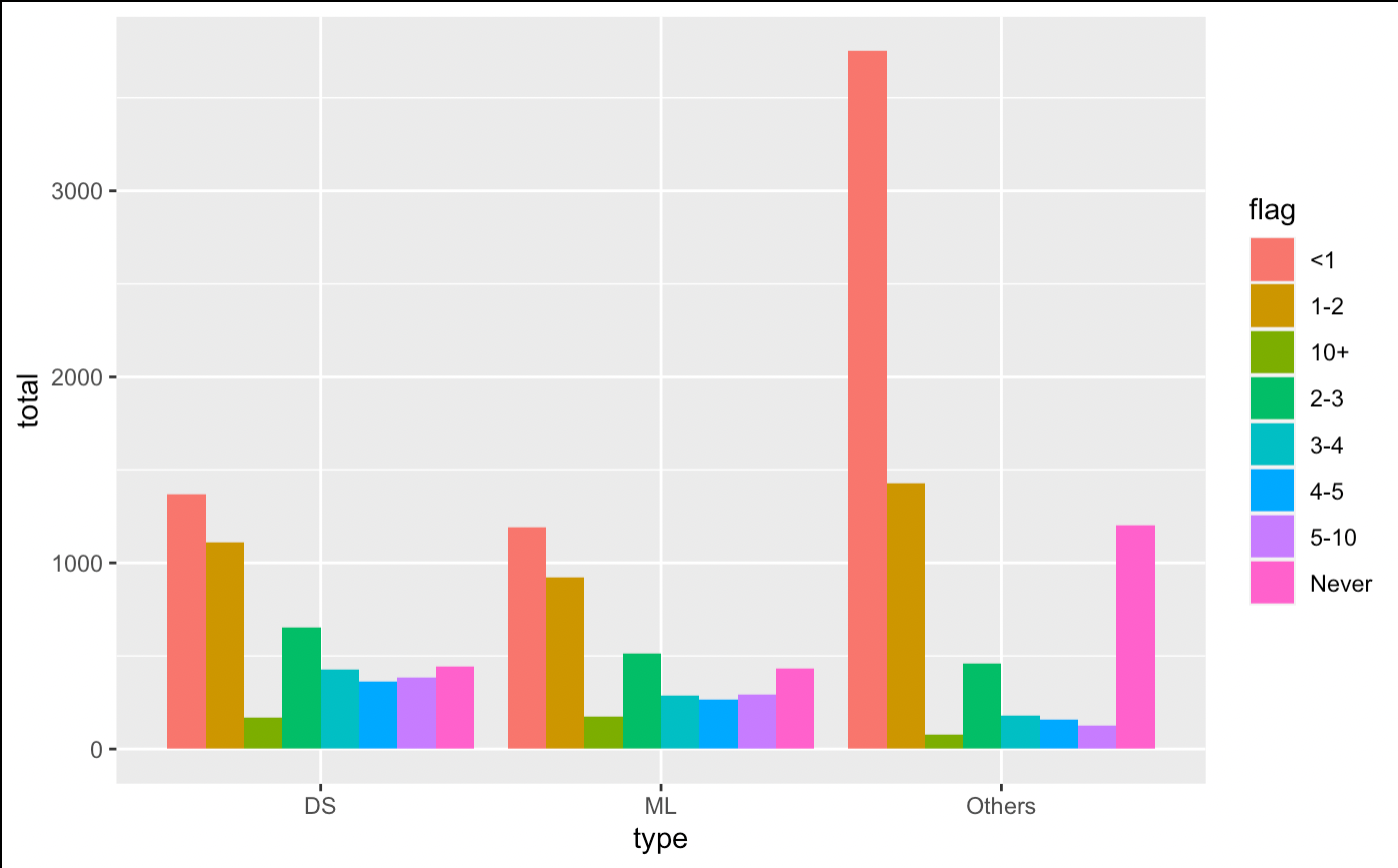 total
3000
2000
1000
0
DS ML Others
type
flag
<1
1-2
10+
2-3
3-4
4-5
5-10
Never